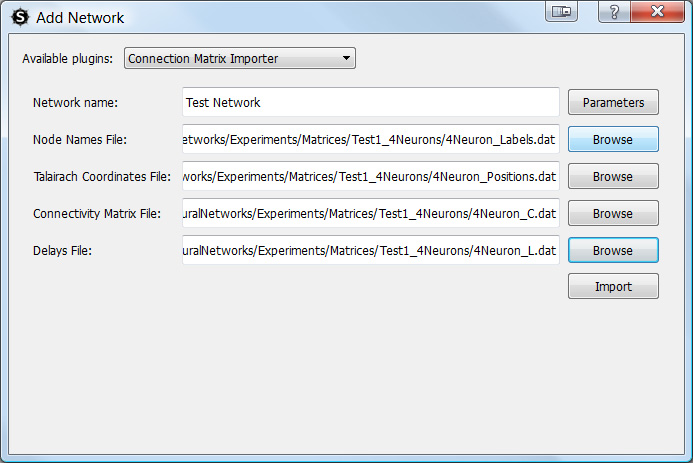 S Add Network ?
Available plugins: Connection Matrix Importer
Network name: Test Network Parameters
Node Names File: etworks/Experiments/Matrices/Test1_4Neurons/4Neuron_Labels.dat Browse
Talairach Coordinates File: works/Experiments/Matrices/Test1_4Neurons/4Neuron_Positions.dat Browse
Connectivity Matrix File: uralNetworks/Experiments/Matrices/Test1_4Neurons/4Neuron_C.dat Browse
Delays File: uralNetworks/Experiments/Matrices/Test1_4Neurons/4Neuron_L.dat Browse
Import